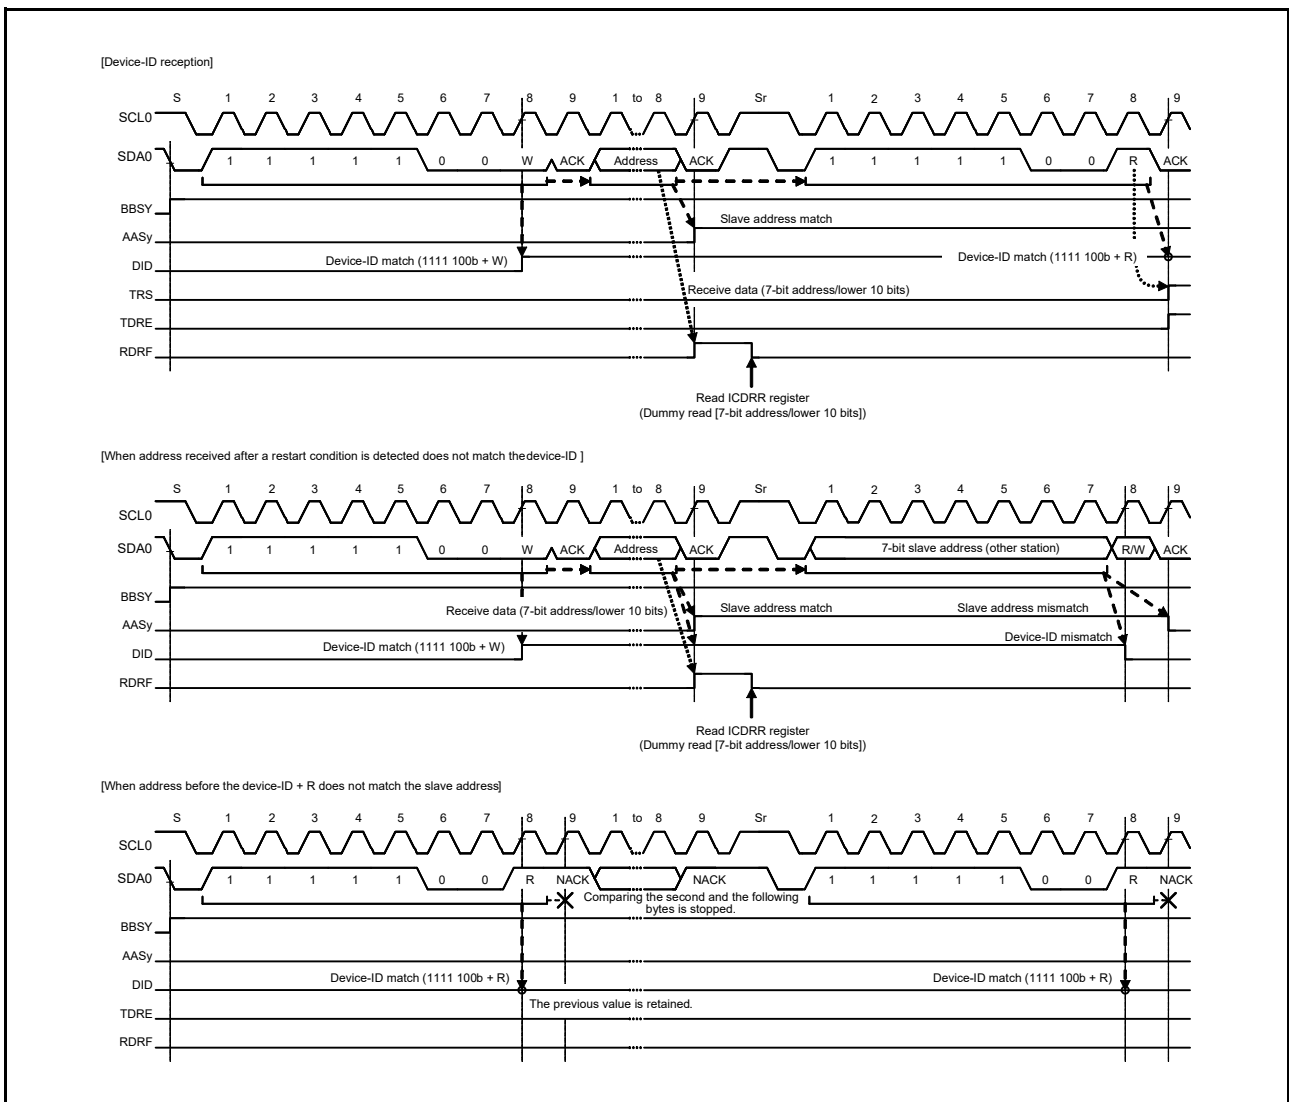 [Device-ID reception]
S 1 2 3 4 5 6 7 8 9 1 to 8 9 Sr 1 2 3 4 5 6 7 8 9
SCL0
SDA0 1 1 1 1 1 0 0 W ACK Address ACK 1 1 1 1 1 0 0 R ACK
BBSY
Slave address match
AASy
Device-ID match (1111 100b + W) Device-ID match (1111 100b + R)
DID
TRS Receive data (7-bit address/lower 10 bits)
TDRE
RDRF
Read ICDRR register
(Dummy read [7-bit address/lower 10 bits])
[When address received after a restart condition is detected does not match thedevice-ID ]
S 1 2 3 4 5 6 7 8 9 1 to 8 9 Sr 1 2 3 4 5 6 7 8 9
SCL0
SDA0 1 1 1 1 1 0 0 W ACK Address ACK 7-bit slave address (other station) R/W ACK
BBSY
Receive data (7-bit address/lower 10 bits) Slave address match Slave address mismatch
AASy
Device-ID mismatch
Device-ID match (1111 100b + W)
DID
RDRF
Read ICDRR register
(Dummy read [7-bit address/lower 10 bits])
[When address before the device-ID + R does not match the slave address]
S 1 2 3 4 5 6 7 8 9 1 to 8 9 Sr 1 2 3 4 5 6 7 8 9
SCL0
SDA0 1 1 1 1 1 0 0 R NACK NACK 1 1 1 1 1 0 0 R NACK
Comparing the second and the following
bytes is stopped.
BBSY
AASy
Device-ID match (1111 100b + R) Device-ID match (1111 100b + R)
DID
The previous value is retained.
TDRE
RDRF